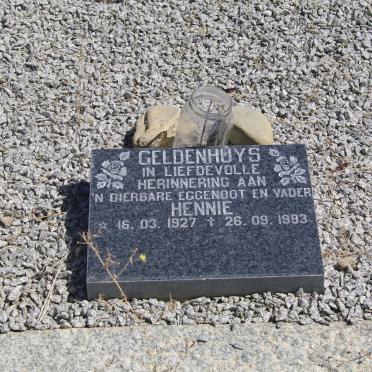 GELDENHUYS
IN LIEFDEVOLLE
HERINNERING AAN
'N DIERBARE EGGENOOT EN VADER
HENNIE
☆ 16. 03. 1927 ✝ 26. 09. 1993